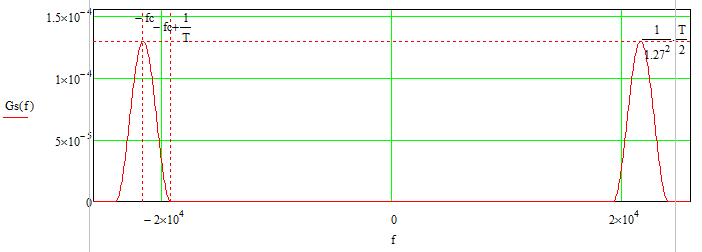 1.5×10⁻⁴
−fc
−fc+1/T
1/1.27² · T/2
1×10⁻⁴
Gs(f)
5×10⁻⁵
0
−2×10⁴
0
2×10⁴
f